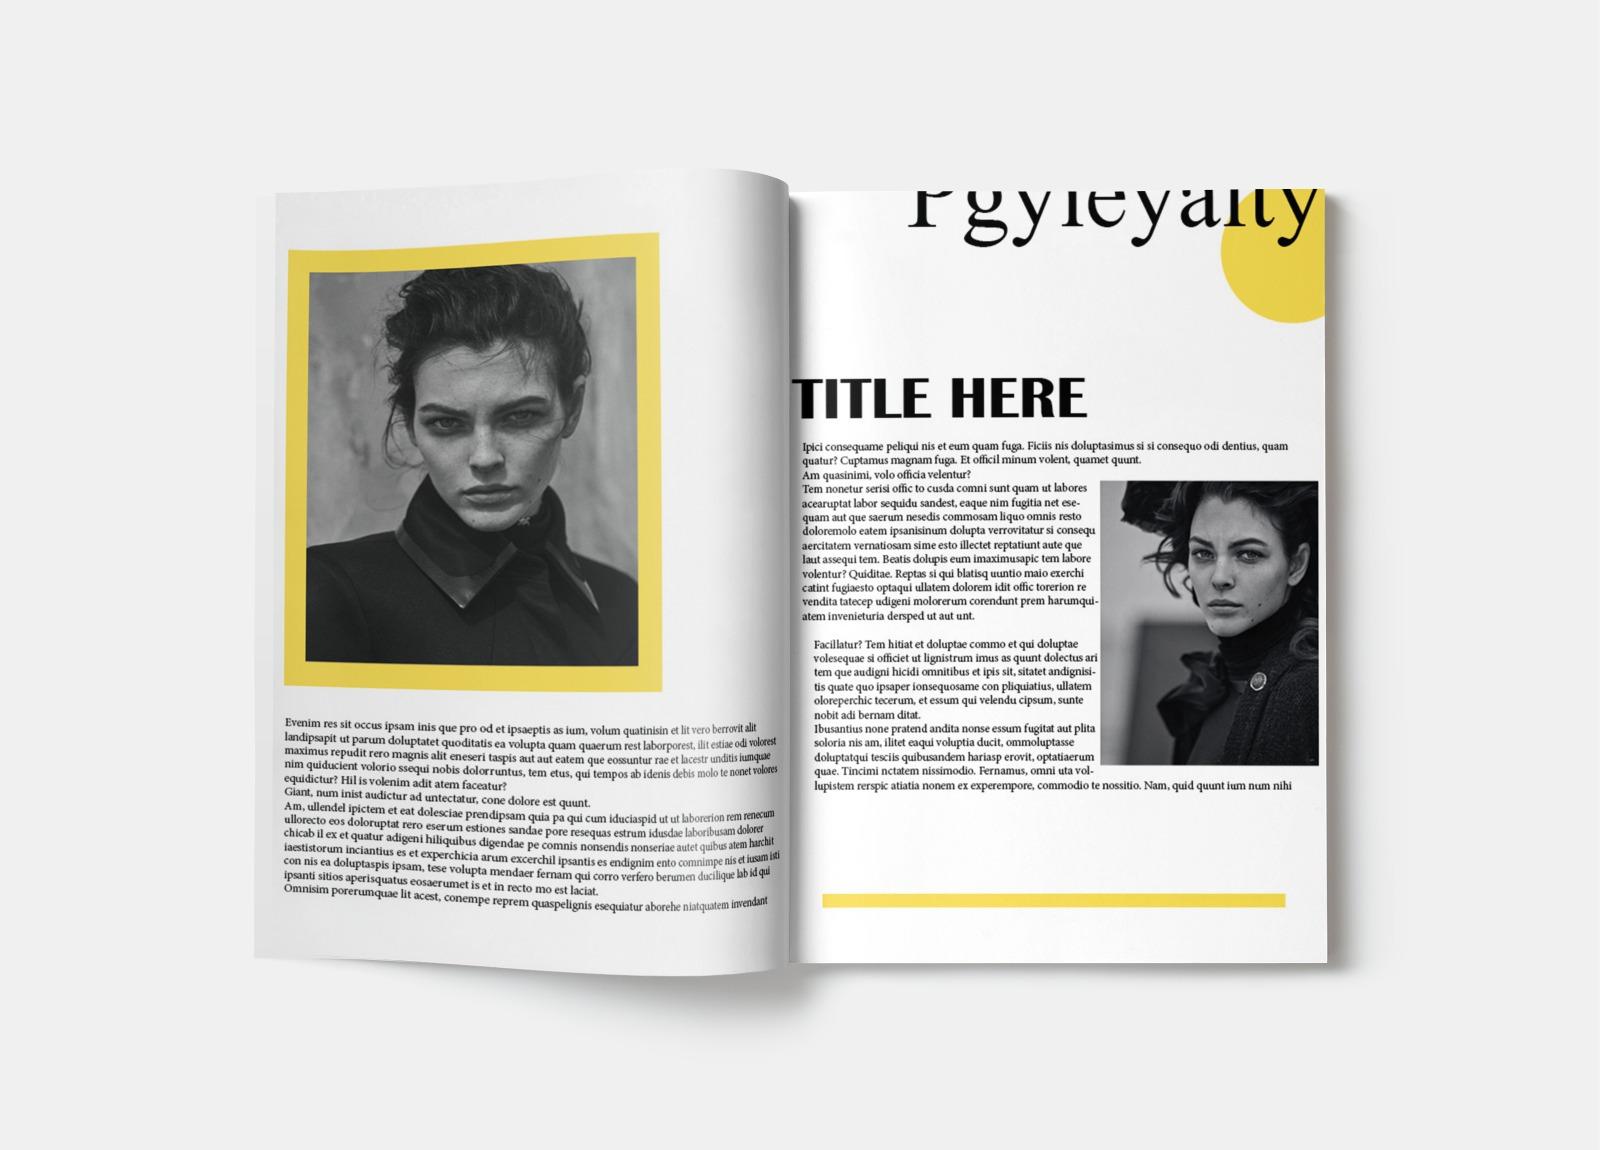 Evenim res sit occus ipsam inis que pro od et ipsaeptis as ium, volum quatinisin et lit vero berrovit alit
landipsapit ut parum doluptatet quoditatis ea volupta quam quaerum rest laborporest, ilit estiae odi volorest
maximus repudit rero magnis alit eneseri taspis aut aut eatem que eossuntur rae et lacestr unditis iumquae
nim quiducient volorio ssequi nobis dolorruntus, tem etus, qui tempos ab idenis debis molo te nonet volores
equidictur? Hil is volenim adit atem faceatur?
Giant, num inist audictur ad untectatur, cone dolore est quunt.
Am, ullendel ipictem et eat dolesciae prendipsam quia pa qui cum iduciaspid ut ut laborerion rem renecum
ullorecto eos doloruptat rero eserum estiones sandae pore resequas estrum idusdae laboribusam dolorer
chicab il ex et quatur adigeni hiliquibus digendae pe comnis nonsendis nonseriae autet quibus atem harchit
iaestistorum inciantius es et experchicia arum excerchil ipsantis es endignim ento comnimpe nis et iusam isti
con nis ea doluptaspis ipsam, tese volupta mendaer fernam qui corro verfero berumen ducilique lab id qui
ipsanti sitios aperisquatus eosaerumet is et in recto mo est laciat.
Omnisim porerumquae lit acest, conempe reprem quaspelignis esequiatur aborehe niatquatem invendant
TITLE HERE
Ipici consequame peliqui nis et eum quam fuga. Ficiis nis doluptasimus si si consequo odi dentius, quam
quatur? Cuptamus magnam fuga. Et officil minum volent, quamet quunt.
Am quasinimi, volo officia velentur?
Tem nonetur serisi offic to cusda comni sunt quam ut labores
acearuptat labor sequidu sandest, eaque nim fugitia net ese-
quam aut que saerum nesedis commosam liquo omnis resto
doloremolo eatem ipsanisinum dolupta verrovitatur si consequ
aercitatem vernatiosam sime esto illectet reptatiunt aute que
laut assequi tem. Beatis dolupis eum imaximusapic tem labore
volentur? Quiditae. Reptas si qui blatisq uuntio maio exerchi
catint fugiaesto optaqui ullatem dolorem idit offic torerion re
vendita tatecep udigeni molorerum corendunt prem harumqui-
atem invenieturia dersped ut aut unt.
Facillatur? Tem hitiat et doluptae commo et qui doluptae
volesequae si officiet ut lignistrum imus as quunt dolectus ari
tem que audigni hicidi omnitibus et ipis sit, sitatet andignisi-
tis quate quo ipsaper ionsequosame con pliquiatius, ullatem
oloreperchic tecerum, et essum qui velendu cipsum, sunte
nobit adi bernam ditat.
Ibusantius none pratend andita nonse essum fugitat aut plita
soloria nis am, ilitet eaqui voluptia ducit, ommoluptasse
doluptatqui tesciis quibusandem hariasp erovit, optatiaerum
quae. Tincimi nctatem nissimodio. Fernamus, omni uta vol-
lupistem rerspic atiatia nonem ex experempore, commodio te nossitio. Nam, quid quunt ium num nihi